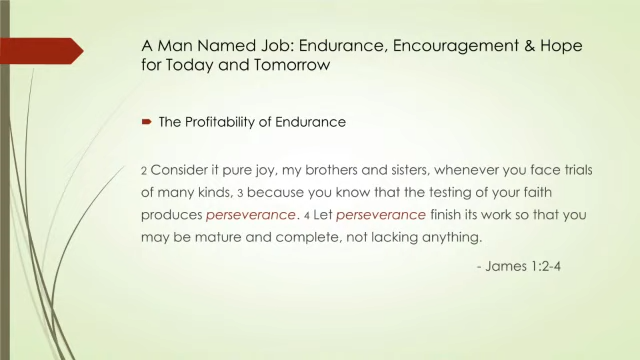 A Man Named Job: Endurance, Encouragement & Hope
for Today and Tomorrow
The Profitability of Endurance
2 Consider it pure joy, my brothers and sisters, whenever you face trials
of many kinds, 3 because you know that the testing of your faith
produces perseverance. 4 Let perseverance finish its work so that you
may be mature and complete, not lacking anything.
- James 1:2-4